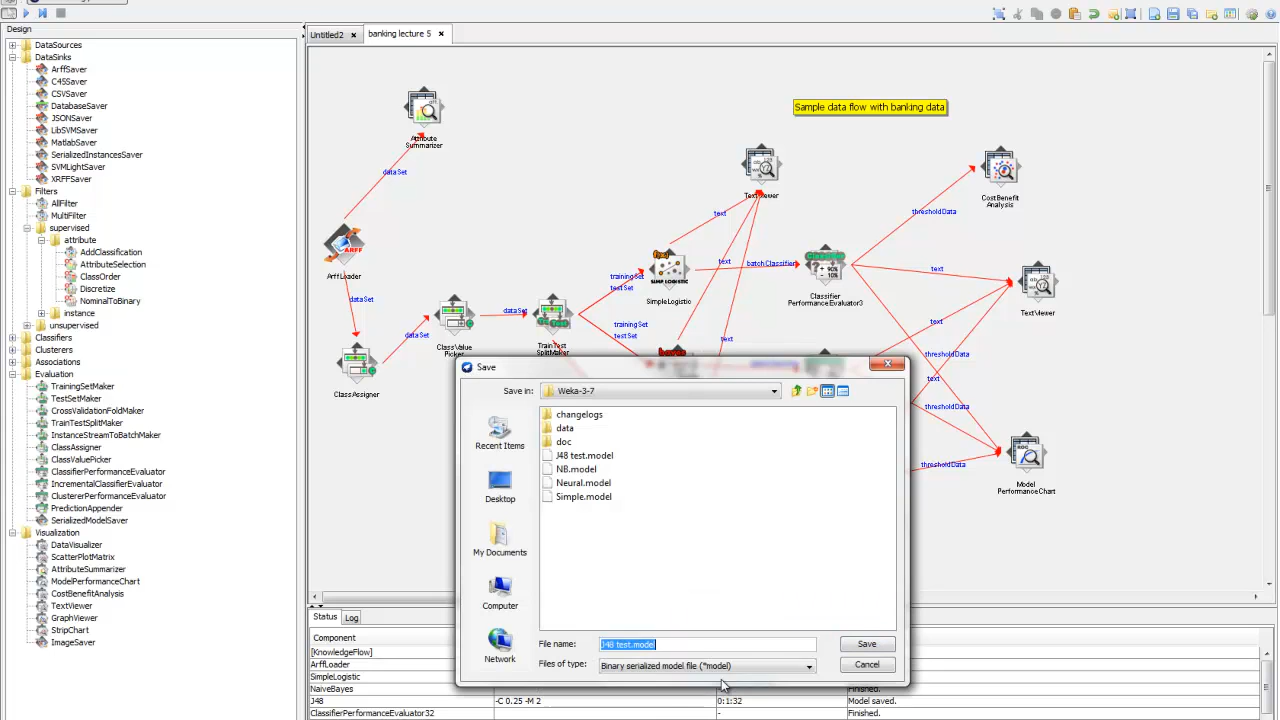 Design
Untitled2
banking lecture 5
DataSources
DataSinks
ArffSaver
C45Saver
CSVSaver
DatabaseSaver
JSONSaver
LibSVMSaver
MatlabSaver
SerializedInstancesSaver
SVMLightSaver
XRFFSaver
Filters
AllFilter
MultiFilter
supervised
attribute
AddClassification
AttributeSelection
ClassOrder
Discretize
NominalToBinary
instance
unsupervised
Classifiers
Clusterers
Associations
Evaluation
TrainingSetMaker
TestSetMaker
CrossValidationFoldMaker
TrainTestSplitMaker
InstanceStreamToBatchMaker
ClassAssigner
ClassValuePicker
ClassifierPerformanceEvaluator
IncrementalClassifierEvaluator
ClustererPerformanceEvaluator
PredictionAppender
SerializedModelSaver
Visualization
DataVisualizer
ScatterPlotMatrix
AttributeSummarizer
ModelPerformanceChart
CostBenefitAnalysis
TextViewer
GraphViewer
StripChart
ImageSaver
Sample data flow with banking data
Attribute
Summarizer
dataSet
ARFF
ArffLoader
dataSet
ClassAssigner
dataSet
ClassValue
Picker
dataSet
TrainTest
SplitMaker
trainingSet
testSet
trainingSet
testSet
SimpleLogistic
text
TextViewer
text
text
batchClassifier
Classifier
PerformanceEvaluator3
thresholdData
CostBenefit
Analysis
text
TextViewer
text
thresholdData
text
thresholdData
thresholdData
Model
PerformanceChart
Save
Save in:
Weka-3-7
Recent Items
Desktop
My Documents
Computer
Network
changelogs
data
doc
J48 test.model
NB.model
Neural.model
Simple.model
File name:
J48 test.model
Save
Files of type:
Binary serialized model file (*model)
Cancel
Status
Log
Component
[KnowledgeFlow]
ArffLoader
SimpleLogistic
NaiveBayes
Finished.
J48
-C 0.25 -M 2
0:1:32
Model saved.
ClassifierPerformanceEvaluator32
-
Finished.